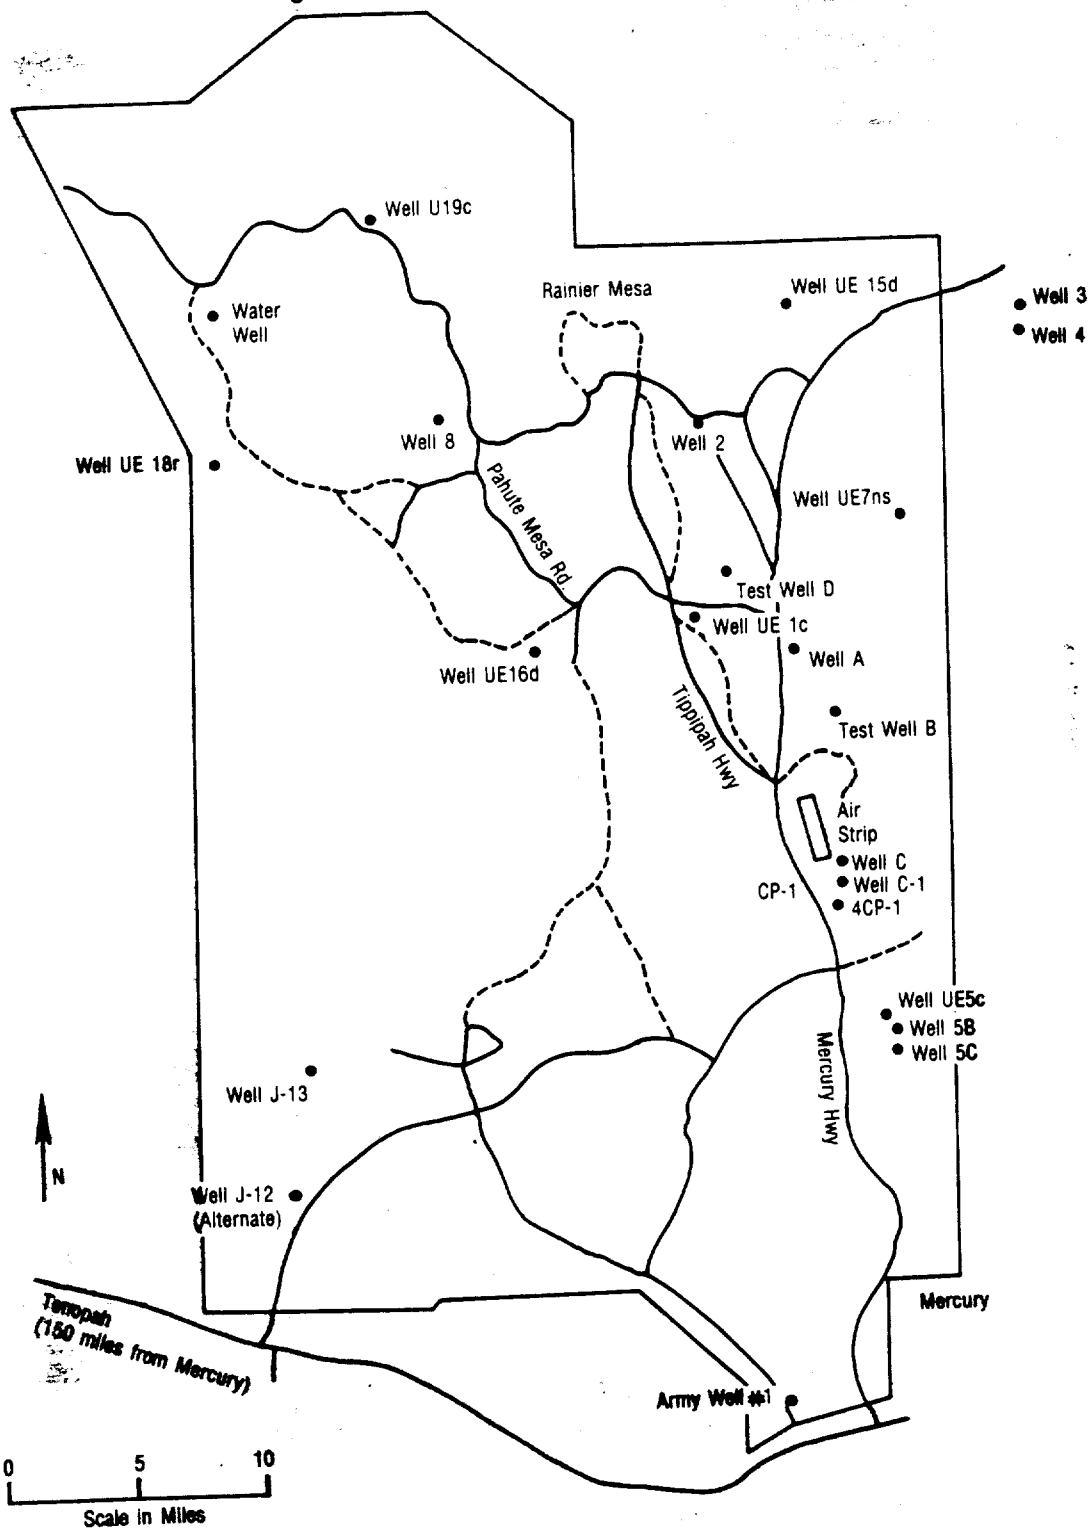 Well U19c
Rainier Mesa
Well UE 15d
Well 3
Well 4
Water
Well
Well 8
Well 2
Well UE 18r
Pahute Mesa Rd.
Well UE7ns
Test Well D
Well UE 1c
Well A
Well UE16d
Tippipah Hwy
Test Well B
Air
Strip
Well C
CP-1
Well C-1
4CP-1
Well UE5c
Well 5B
Well 5C
Mercury Hwy
Well J-13
N
Well J-12
(Alternate)
Mercury
Tenopah
(150 miles from Mercury)
Army Well #1
0 5 10
Scale in Miles